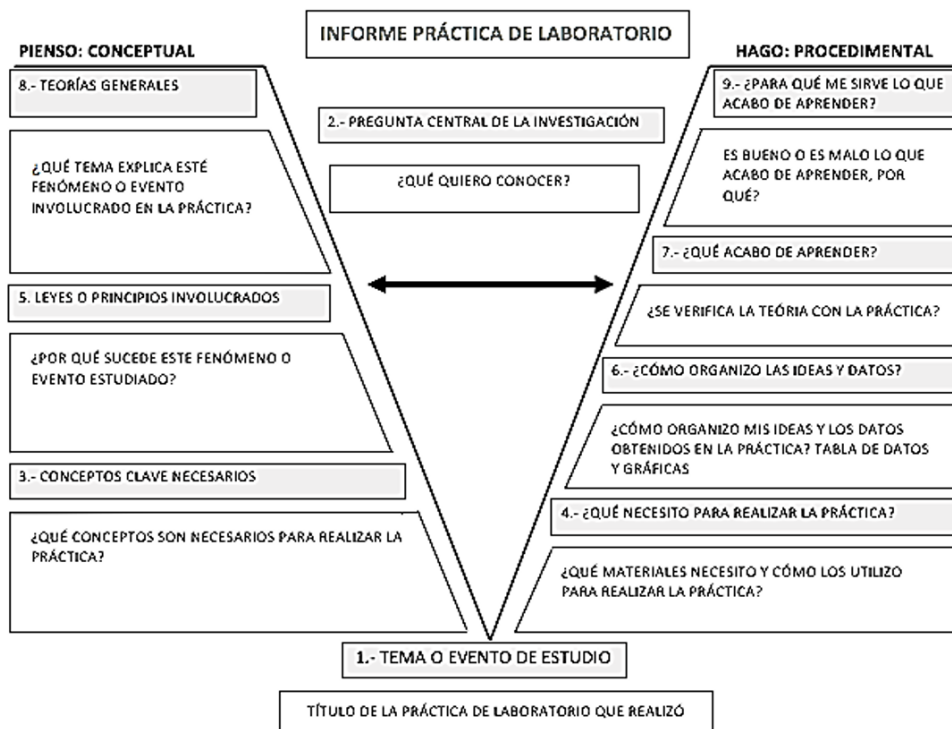 INFORME PRÁCTICA DE LABORATORIO
PIENSO: CONCEPTUAL
HAGO: PROCEDIMENTAL
8.- TEORÍAS GENERALES
¿QUÉ TEMA EXPLICA ESTÉ
FENÓMENO O EVENTO
INVOLUCRADO EN LA PRÁCTICA?
5. LEYES O PRINCIPIOS INVOLUCRADOS
¿POR QUÉ SUCEDE ESTE FENÓMENO O
EVENTO ESTUDIADO?
3.- CONCEPTOS CLAVE NECESARIOS
¿QUÉ CONCEPTOS SON NECESARIOS PARA REALIZAR LA
PRÁCTICA?
2.- PREGUNTA CENTRAL DE LA INVESTIGACIÓN
¿QUÉ QUIERO CONOCER?
9.- ¿PARA QUÉ ME SIRVE LO QUE
ACABO DE APRENDER?
ES BUENO O ES MALO LO QUE
ACABO DE APRENDER, POR
QUÉ?
7.- ¿QUÉ ACABO DE APRENDER?
¿SE VERIFICA LA TEÓRIA CON LA PRÁCTICA?
6.- ¿CÓMO ORGANIZO LAS IDEAS Y DATOS?
¿CÓMO ORGANIZO MIS IDEAS Y LOS DATOS
OBTENIDOS EN LA PRÁCTICA? TABLA DE DATOS
Y GRÁFICAS
4.- ¿QUÉ NECESITO PARA REALIZAR LA PRÁCTICA?
¿QUÉ MATERIALES NECESITO Y CÓMO LOS UTILIZO
PARA REALIZAR LA PRÁCTICA?
1.- TEMA O EVENTO DE ESTUDIO
TÍTULO DE LA PRÁCTICA DE LABORATORIO QUE REALIZÓ